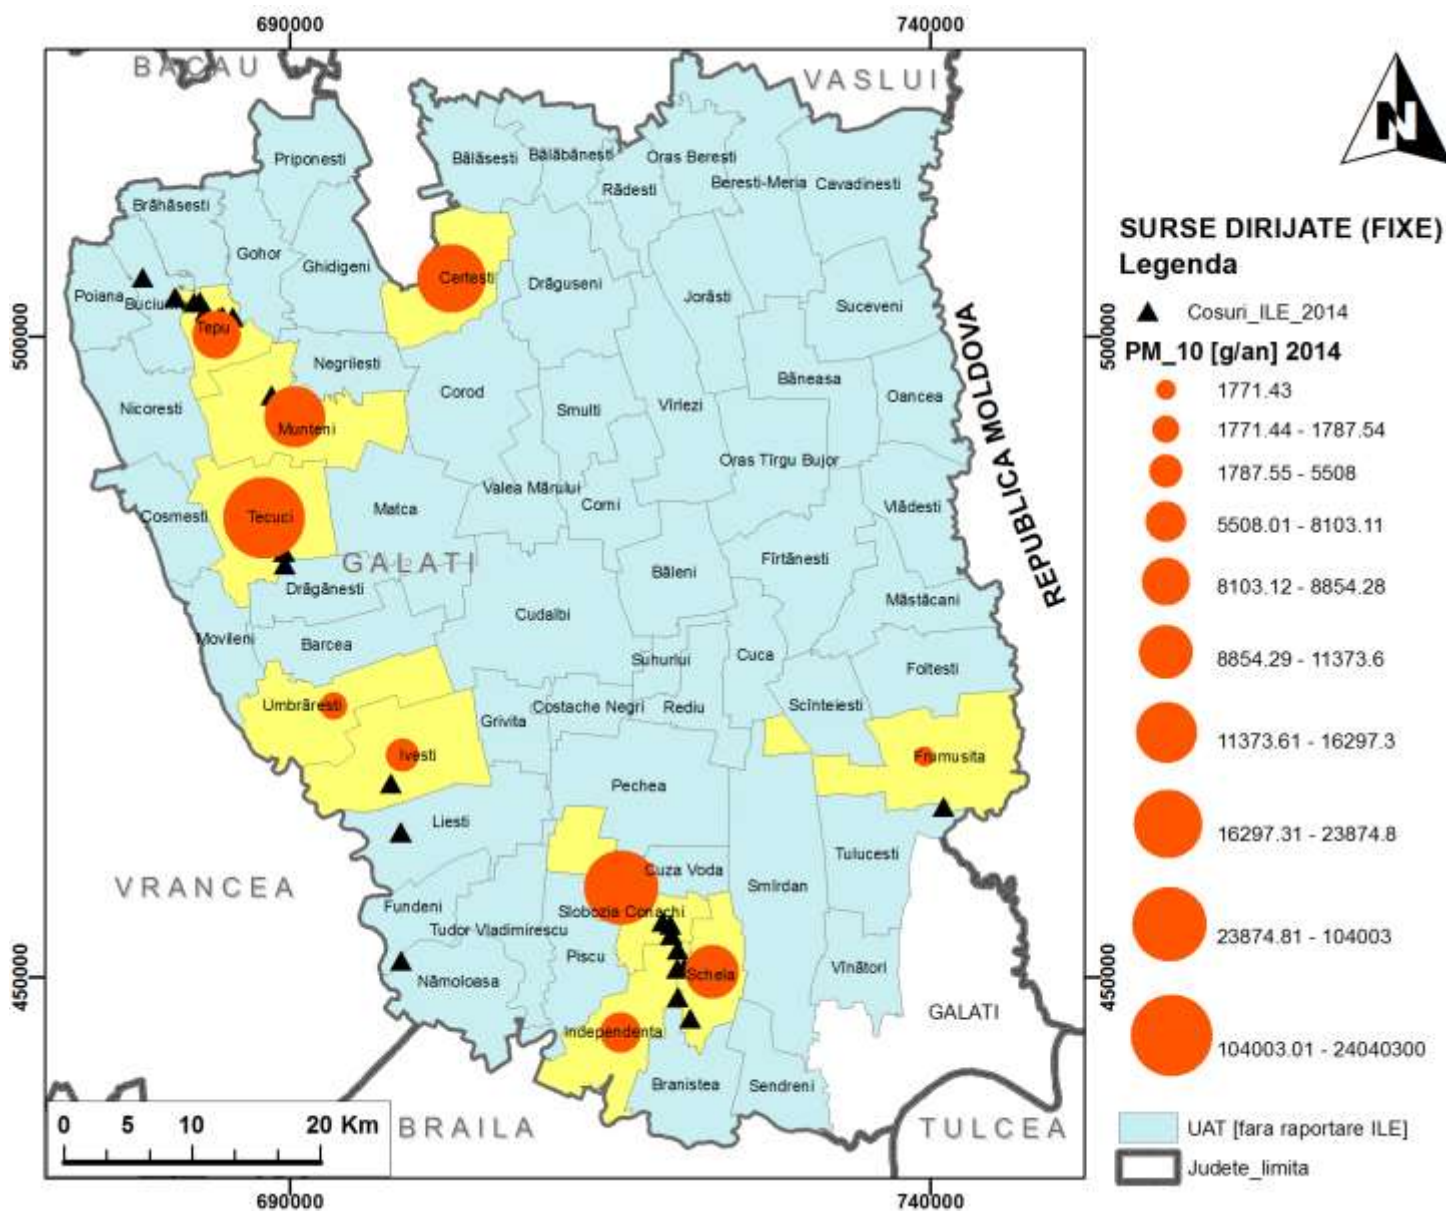 690000
740000
BACAU
VASLUI
Priponesti
Bălăsesti
Bălăbănesti
Oras Beresti
Rădesti
Beresti-Meria
Cavadinesti
Brăhăsesti
Gohor
Ghidigeni
Certesti
Drăguseni
Poiana
Buciumi
Jorăsti
Suceveni
Tepu
500000
500000
Negrilesti
Băneasa
Nicoresti
Corod
Smulti
Vîrlezi
Oancea
Munteni
Oras Tîrgu Bujor
Valea Mărului
Cosmesti
Tecuci
Matca
Corni
Vlădesti
GALATI
Băleni
Fîrtănesti
REPUBLICA MOLDOVA
Drăgănesti
Măstăcani
Cudalbi
Movileni
Barcea
Suhurlui
Cuca
Foltesti
Umbrăresti
Costache Negri
Rediu
Scînteiesti
Grivita
Ivesti
Frumusita
Pechea
Liesti
Tulucesti
VRANCEA
Cuza Voda
Smîrdan
Fundeni
Slobozia Conachi
Tudor Vladimirescu
Piscu
Schela
Vînători
Nămoloasa
450000
450000
GALATI
Independenta
Branistea
Sendreni
BRAILA
TULCEA
0 5 10 20 Km
690000
740000
N
SURSE DIRIJATE (FIXE)
Legenda
Cosuri_ILE_2014
PM_10 [g/an] 2014
1771.43
1771.44 - 1787.54
1787.55 - 5508
5508.01 - 8103.11
8103.12 - 8854.28
8854.29 - 11373.6
11373.61 - 16297.3
16297.31 - 23874.8
23874.81 - 104003
104003.01 - 24040300
UAT [fara raportare ILE]
Judete_limita